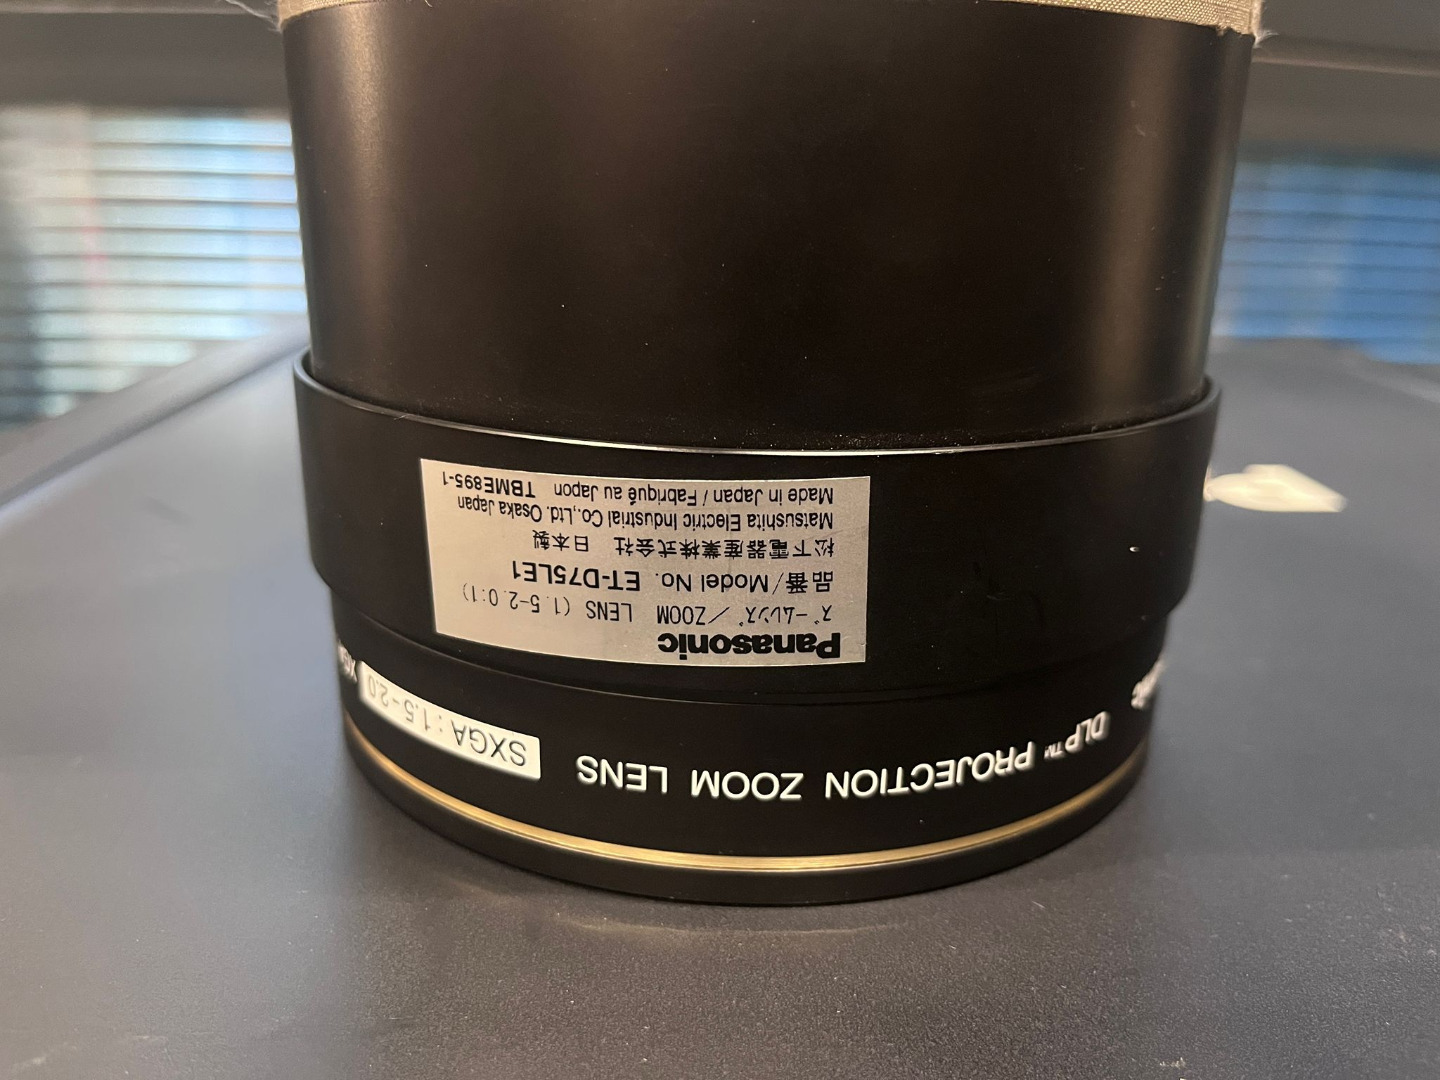 Panasonic
ズームレンズ／ZOOM LENS (1.5-2.0:1)
品番/Model No. ET-D75LE1
松下電器産業株式会社 日本製
Matsushita Electric Industrial Co.,Ltd. Osaka Japan
Made in Japan / Fabriqué au Japon TBME895-1
DLP™ PROJECTION ZOOM LENS SXGA : 1.5-2.0